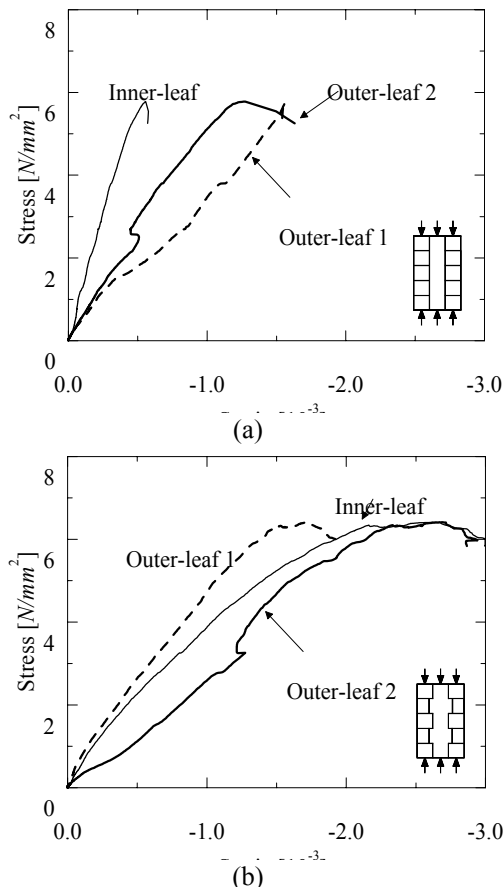 8
Inner-leaf
Outer-leaf 2
6
Stress [N/mm²]
4
Outer-leaf 1
2
0
0.0 -1.0 -2.0 -3.0
(a)
8
Inner-leaf
Outer-leaf 1
6
Stress [N/mm²]
4
Outer-leaf 2
2
0
0.0 -1.0 -2.0 -3.0
(b)